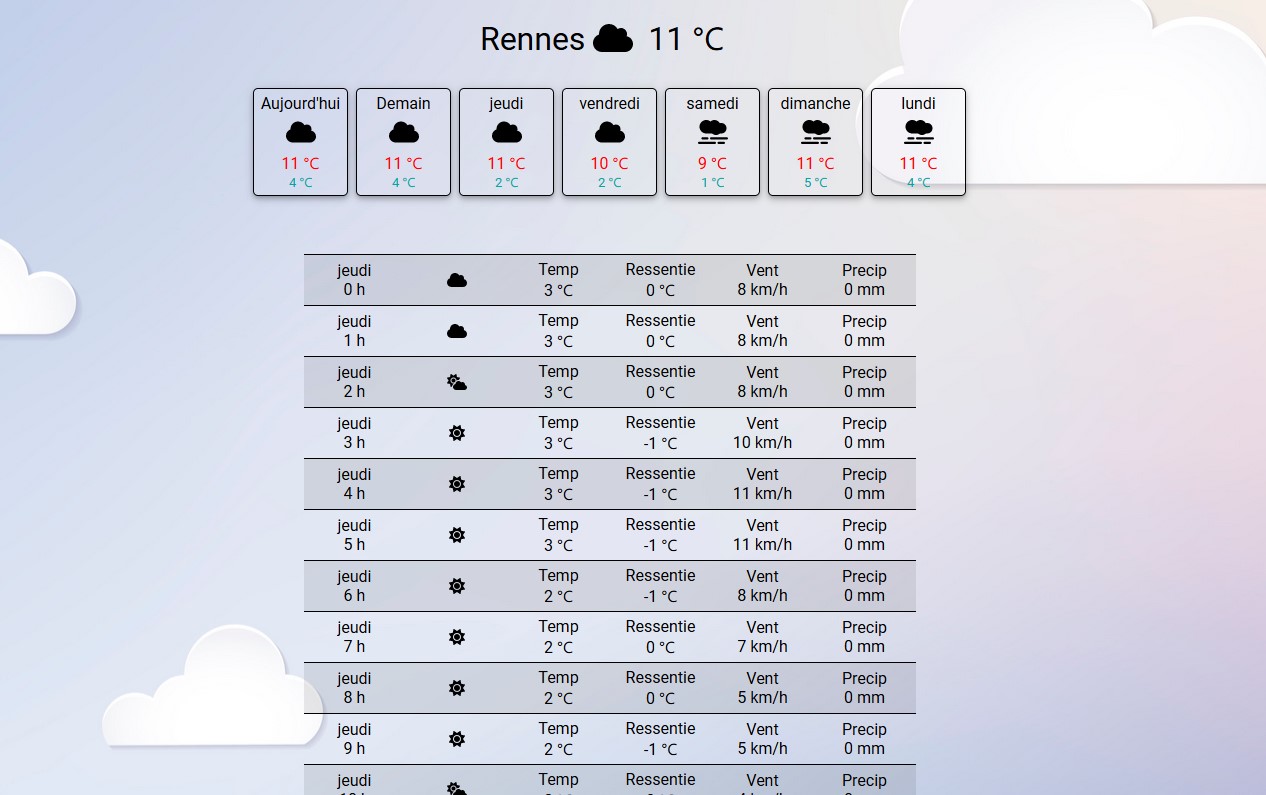 Rennes 11 °C
Aujourd'hui Demain jeudi vendredi samedi dimanche lundi
11 °C 11 °C 11 °C 10 °C 9 °C 11 °C 11 °C
4 °C 4 °C 2 °C 2 °C 1 °C 5 °C 4 °C
jeudi Temp Ressentie Vent Precip
0 h 3 °C 0 °C 8 km/h 0 mm
jeudi Temp Ressentie Vent Precip
1 h 3 °C 0 °C 8 km/h 0 mm
jeudi Temp Ressentie Vent Precip
2 h 3 °C 0 °C 8 km/h 0 mm
jeudi Temp Ressentie Vent Precip
3 h 3 °C -1 °C 10 km/h 0 mm
jeudi Temp Ressentie Vent Precip
4 h 3 °C -1 °C 11 km/h 0 mm
jeudi Temp Ressentie Vent Precip
5 h 3 °C -1 °C 11 km/h 0 mm
jeudi Temp Ressentie Vent Precip
6 h 2 °C -1 °C 8 km/h 0 mm
jeudi Temp Ressentie Vent Precip
7 h 2 °C 0 °C 7 km/h 0 mm
jeudi Temp Ressentie Vent Precip
8 h 2 °C 0 °C 5 km/h 0 mm
jeudi Temp Ressentie Vent Precip
9 h 2 °C -1 °C 5 km/h 0 mm
jeudi Temp Ressentie Vent Precip